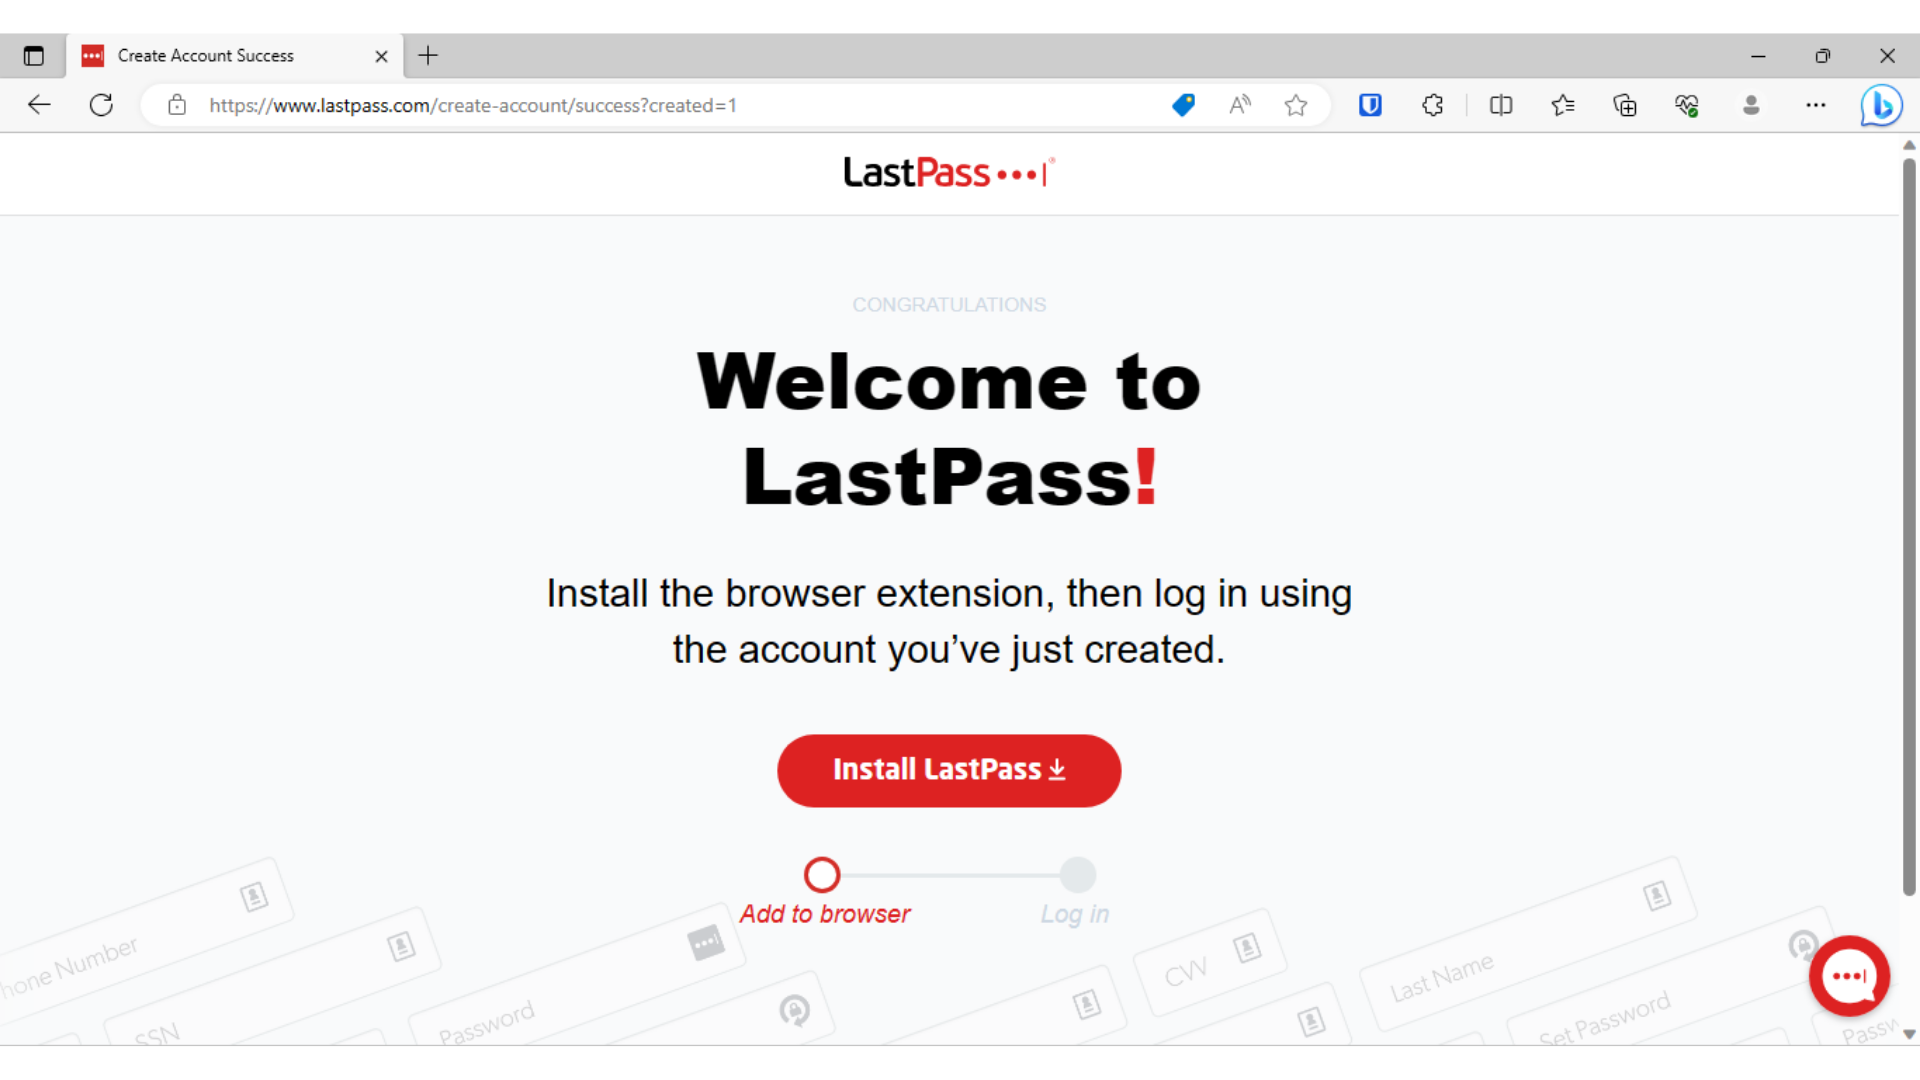 Create Account Success
https://www.lastpass.com/create-account/success?created=1
LastPass
CONGRATULATIONS
Welcome to
LastPass!
Install the browser extension, then log in using
the account you’ve just created.
Install LastPass
Add to browser
Log in
hone Number
SSN
Password
CVV
Last Name
Set Password
Passw